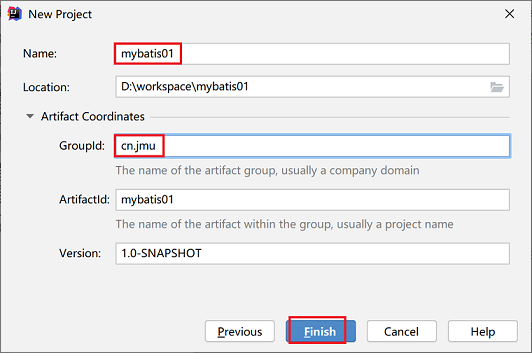 New Project
Name: mybatis01
Location: D:\workspace\mybatis01
Artifact Coordinates
GroupId: cn.jmu
The name of the artifact group, usually a company domain
ArtifactId: mybatis01
The name of the artifact within the group, usually a project name
Version: 1.0-SNAPSHOT
Previous Finish Cancel Help